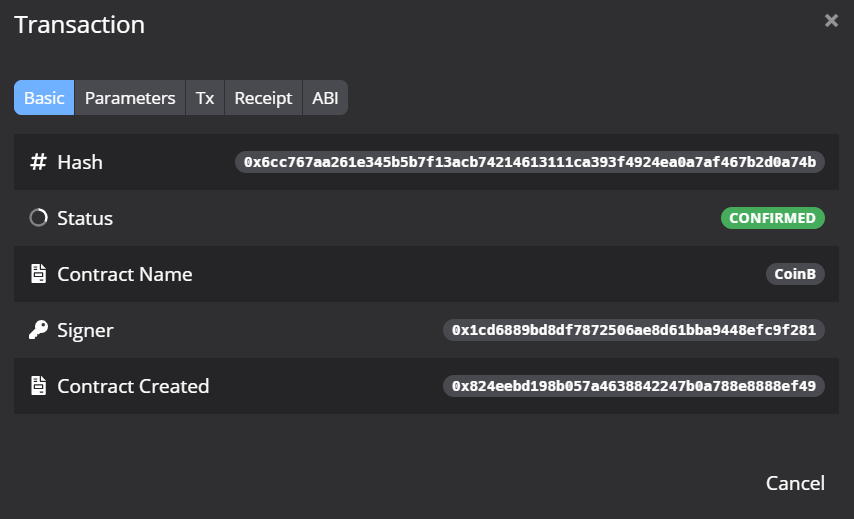 Transaction ×
Basic Parameters Tx Receipt ABI
# Hash 0x6cc767aa261e345b5b7f13acb74214613111ca393f4924ea0a7af467b2d0a74b
Status CONFIRMED
Contract Name CoinB
Signer 0x1cd6889bd8df7872506ae8d61bba9448efc9f281
Contract Created 0x824eebd198b057a4638842247b0a788e8888ef49
Cancel